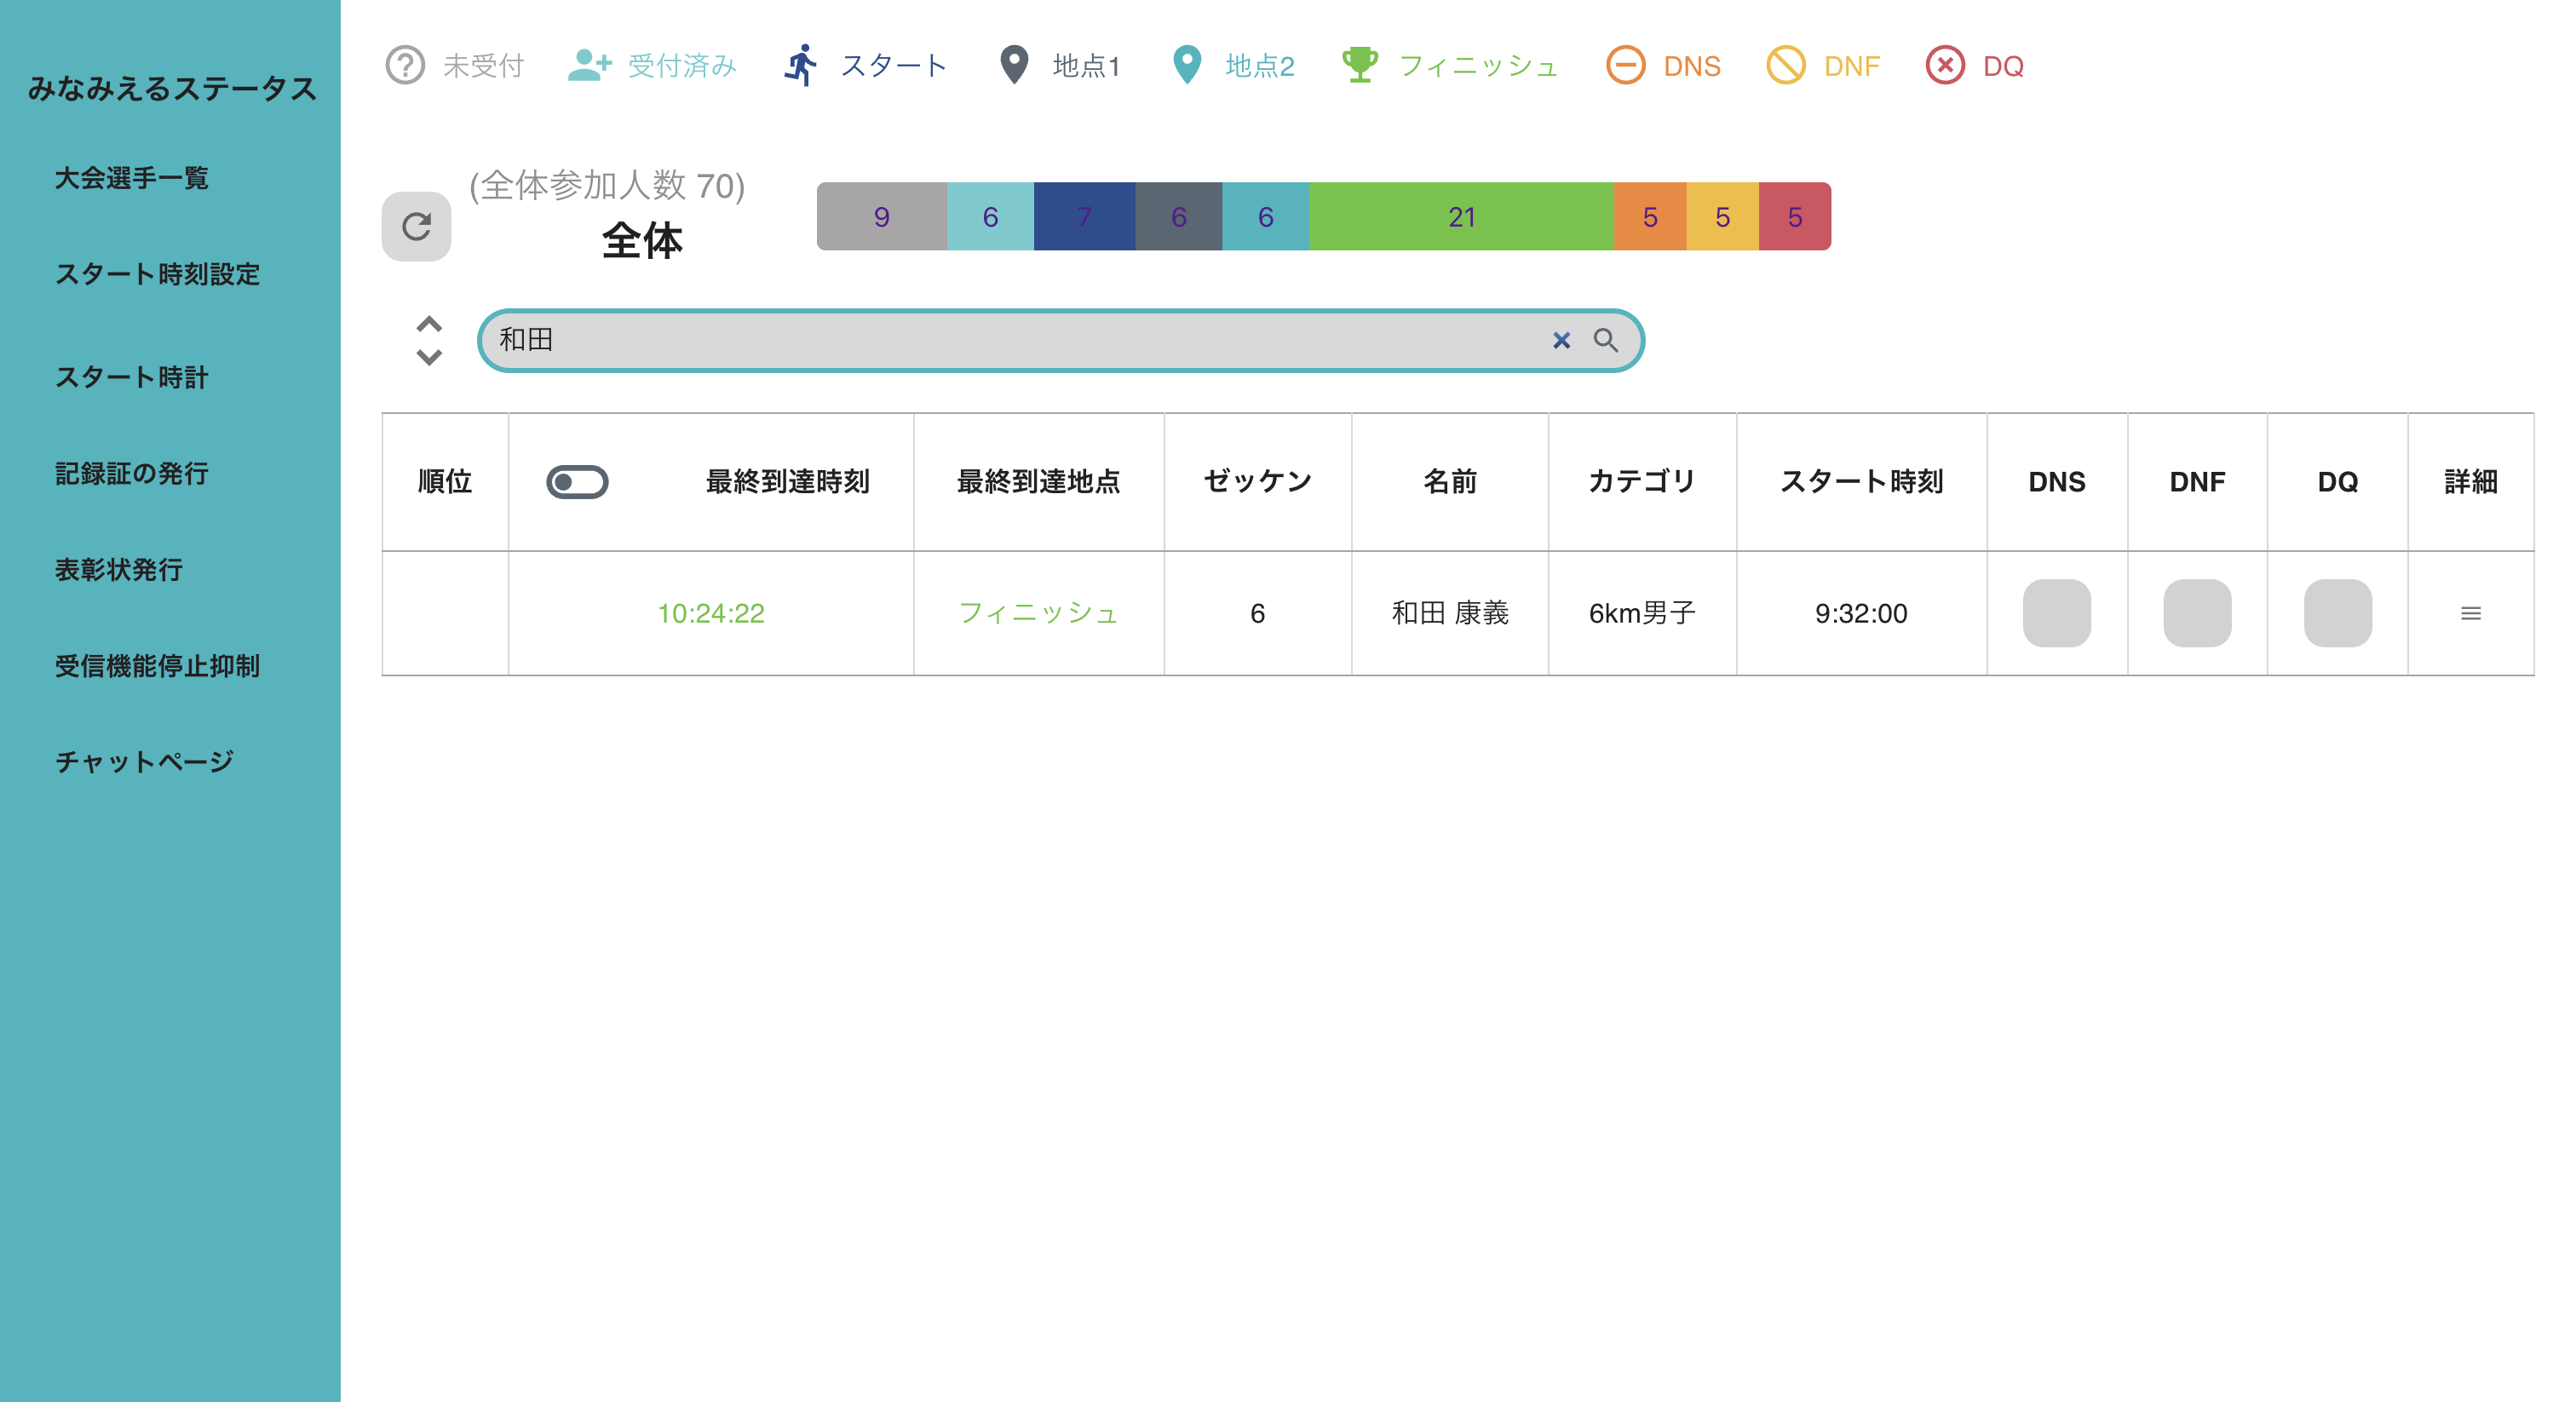 みなみえるステータス
大会選手一覧
スタート時刻設定
スタート時計
記録証の発行
表彰状発行
受信機能停止抑制
チャットページ
未受付 受付済み スタート 地点1 地点2 フィニッシュ DNS DNF DQ
(全体参加人数 70)
全体
9 6 7 6 6 21 5 5 5
和田
順位 最終到達時刻 最終到達地点 ゼッケン 名前 カテゴリ スタート時刻 DNS DNF DQ 詳細
10:24:22 フィニッシュ 6 和田 康義 6km男子 9:32:00